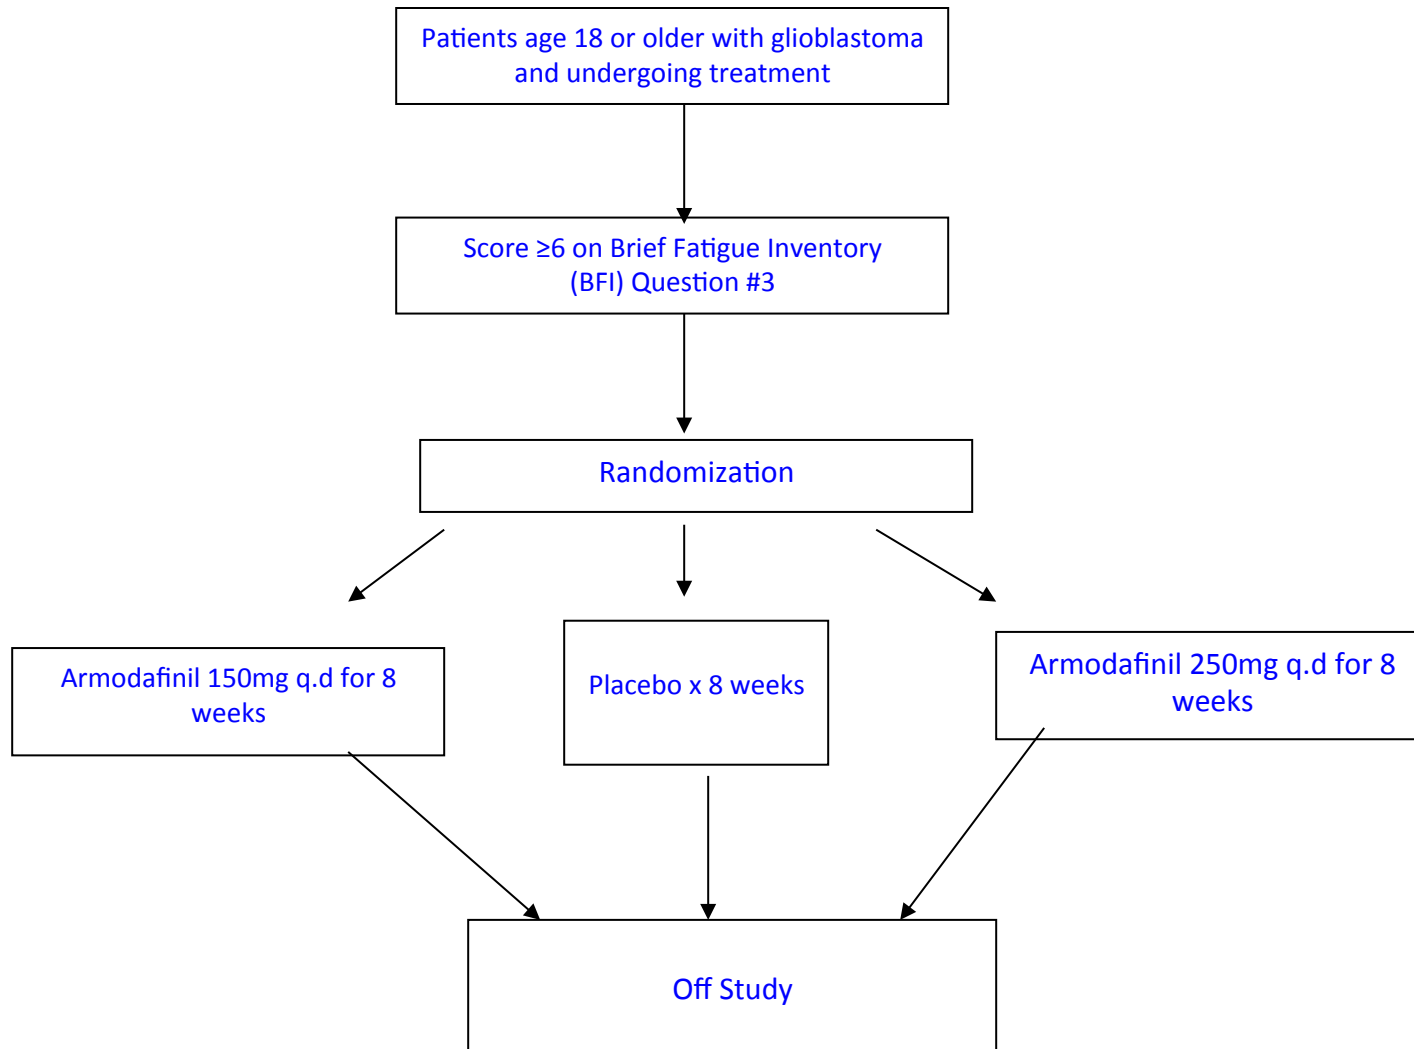 Patients age 18 or older with glioblastoma
and undergoing treatment
Score ≥6 on Brief Fatigue Inventory
(BFI) Question #3
Randomization
Armodafinil 150mg q.d for 8
weeks
Placebo x 8 weeks
Armodafinil 250mg q.d for 8
weeks
Off Study